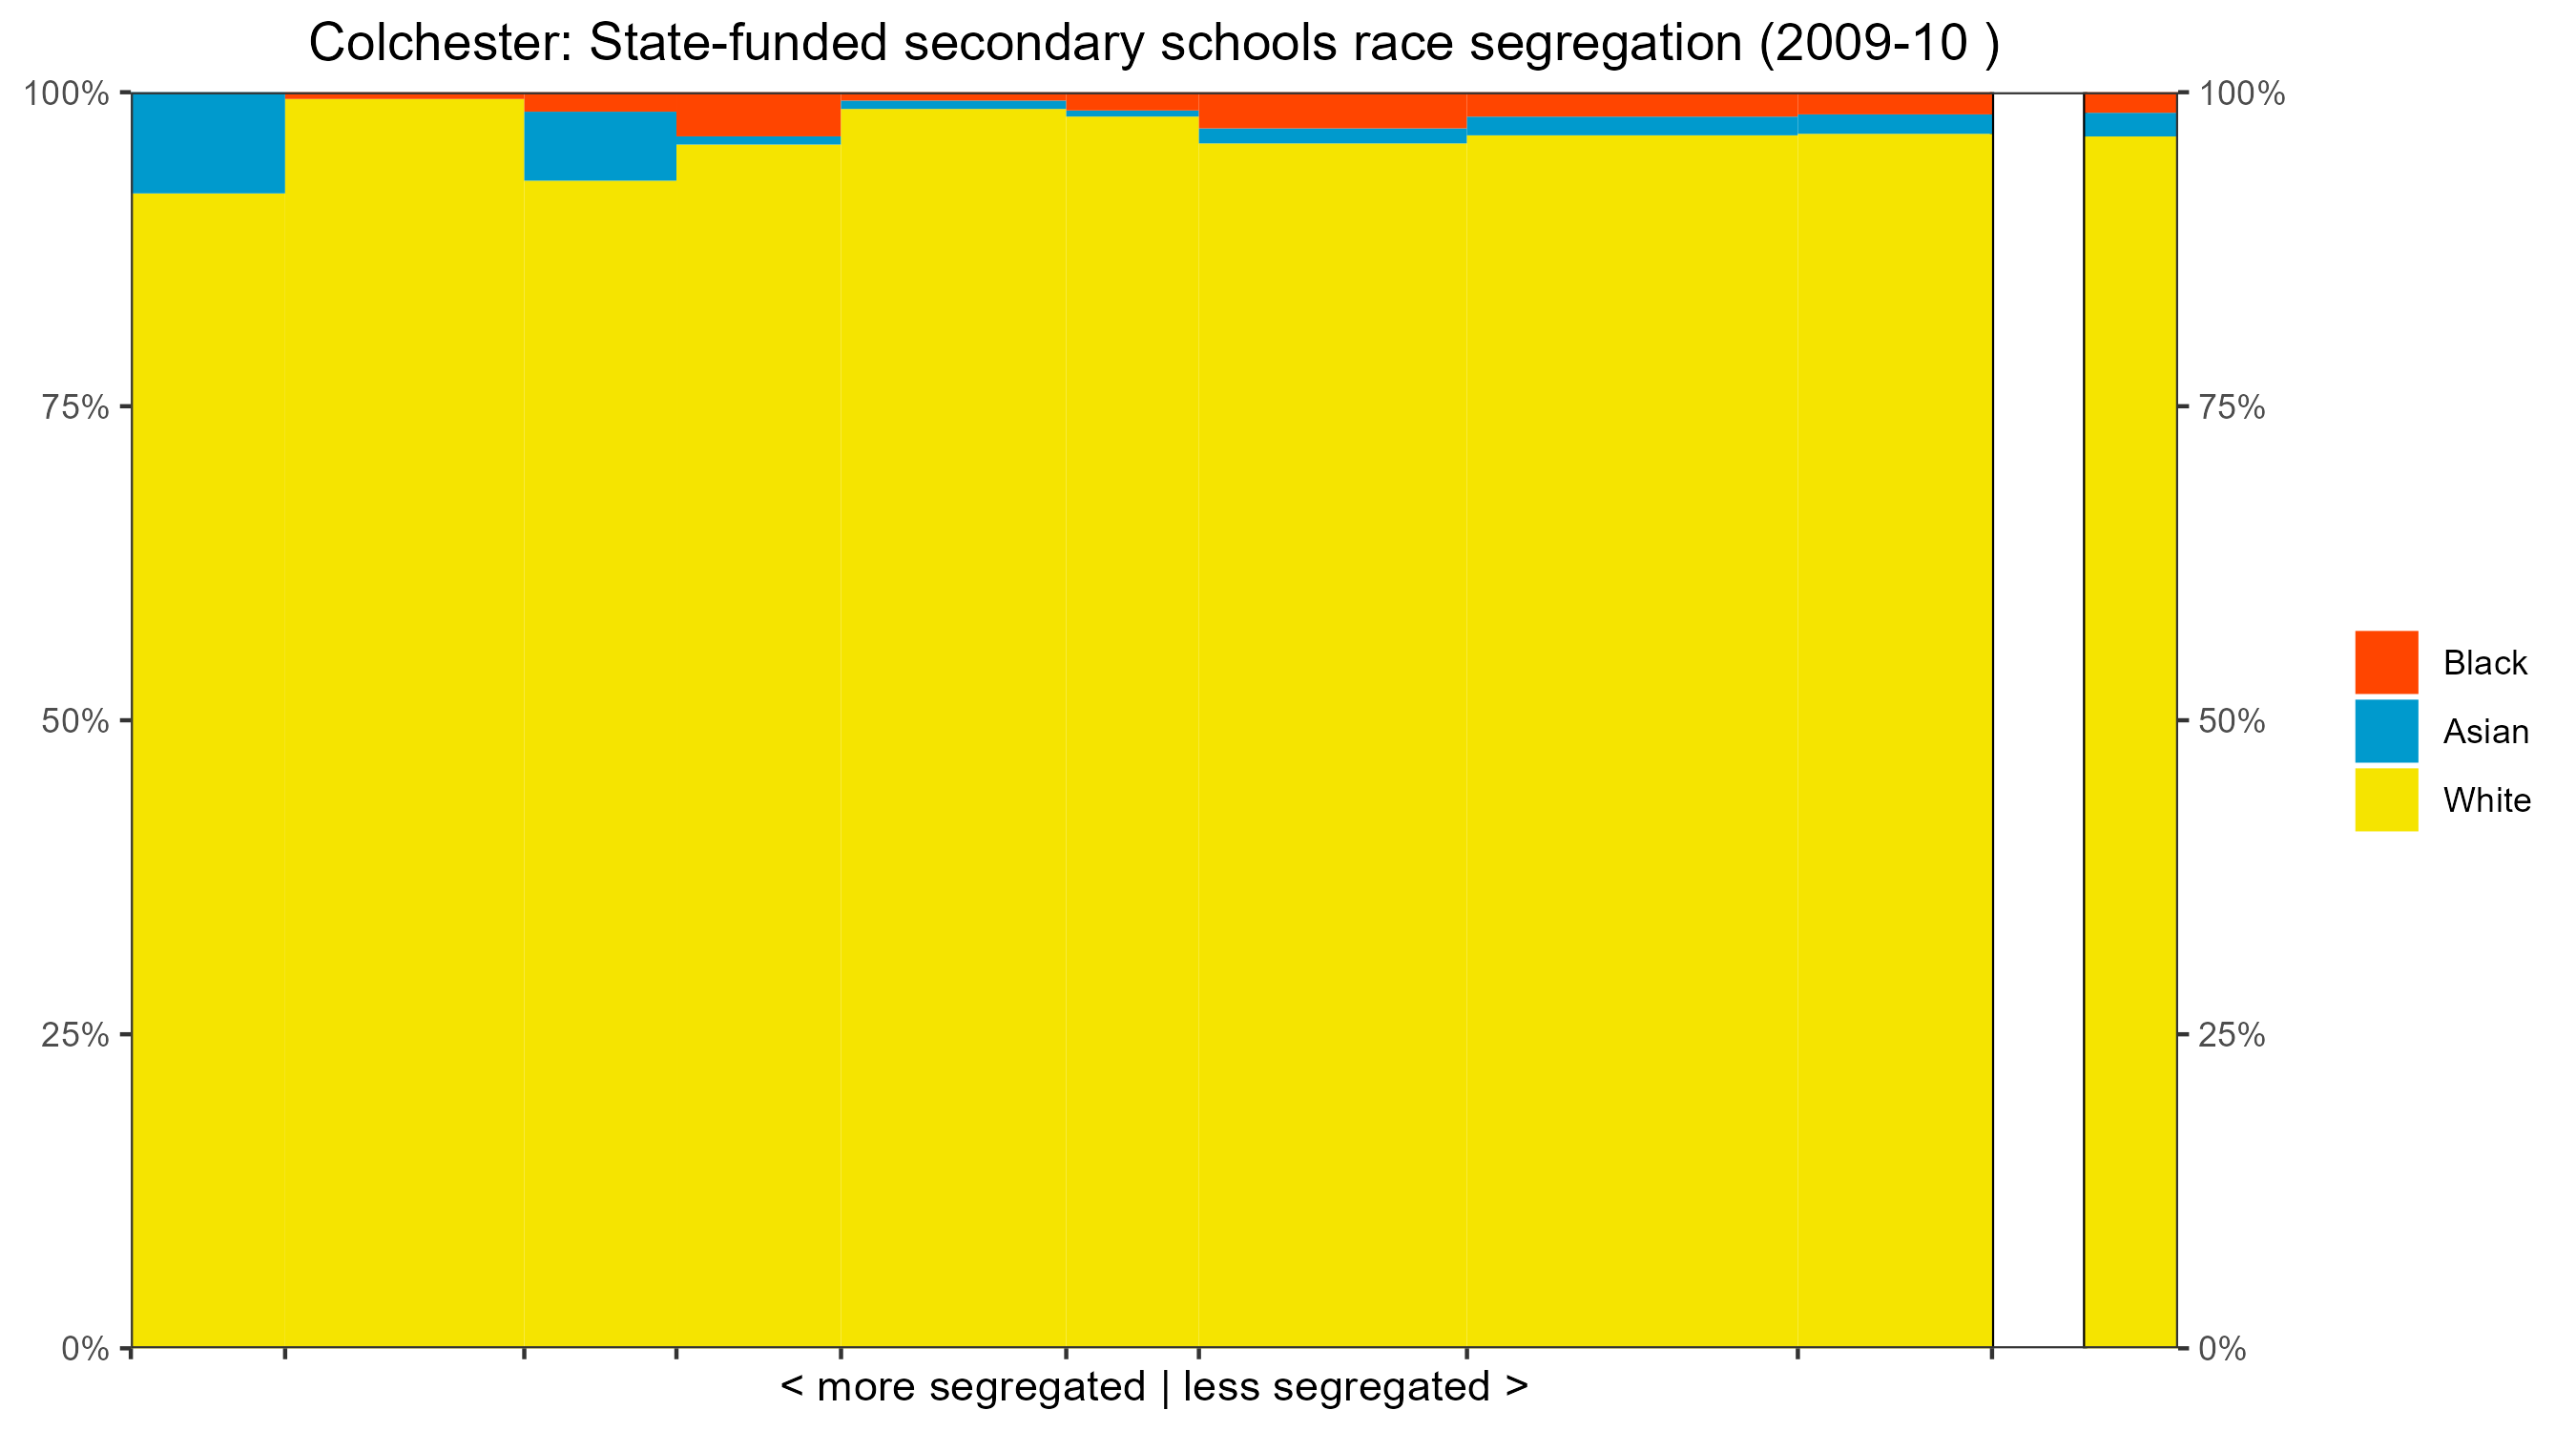 Colchester: State-funded secondary schools race segregation (2009-10 )
100%
75%
50%
25%
0%
100%
75%
50%
25%
0%
Black
Asian
White
< more segregated | less segregated >